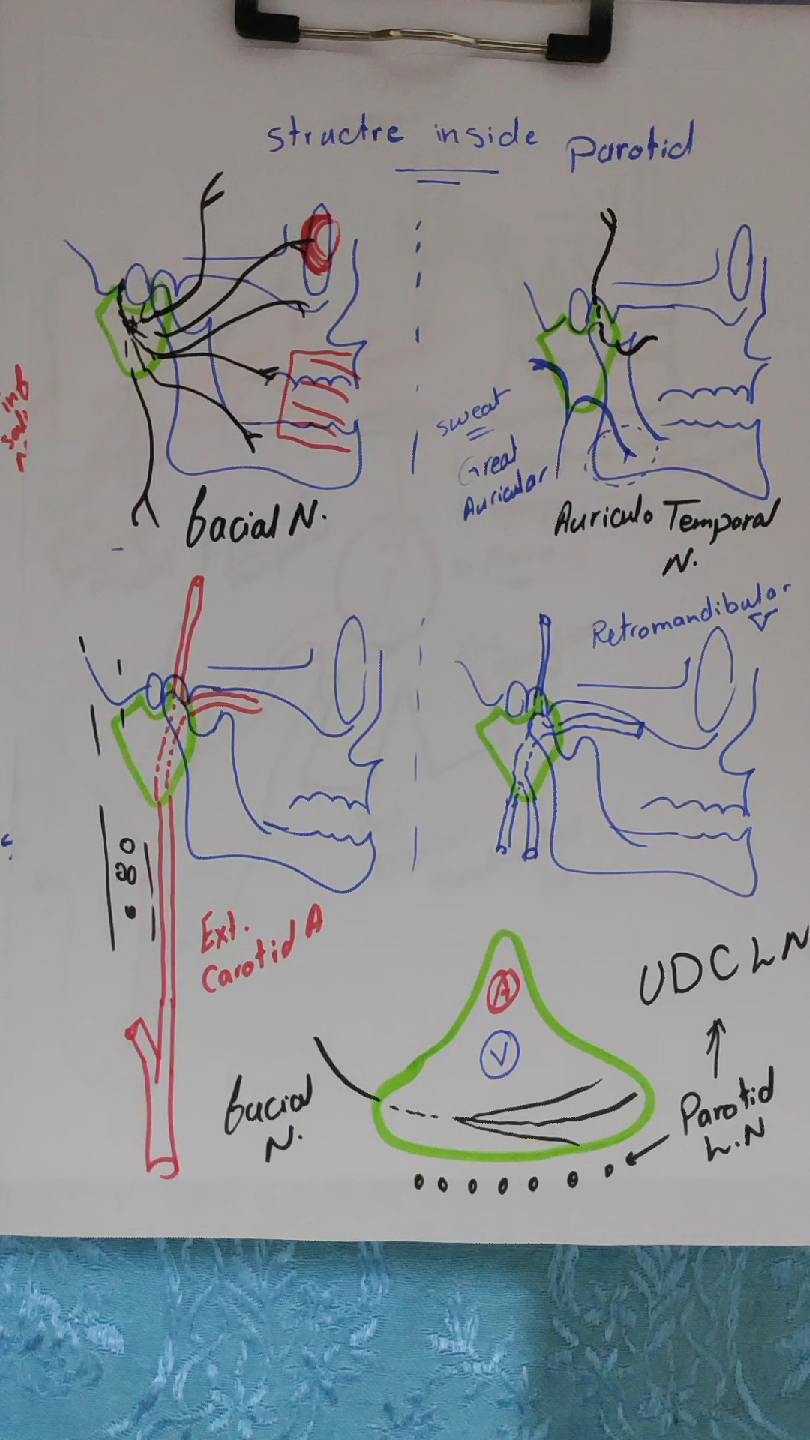 structre inside Parotid
facial N.
sweat
Great
Auricular
Auriculo Temporal
N.
Retromandibular
V
Ext.
Carotid A
A
V
UDCLN
facial
N.
Parotid
L.N